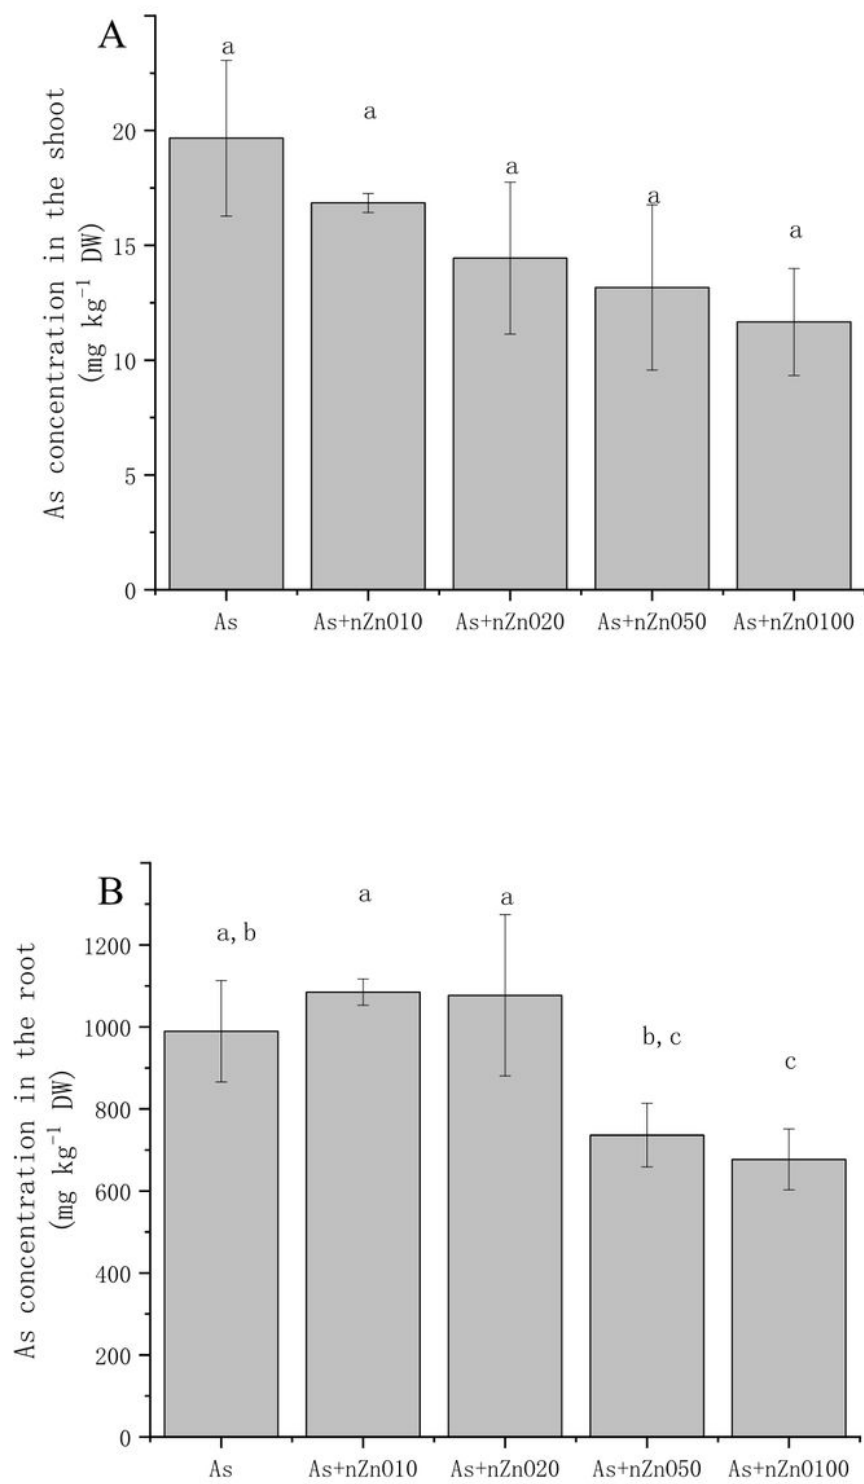 A
As concentration in the shoot
(mg kg⁻¹ DW)
20
15
10
5
0
a
a
a
a
a
As
As+nZnO10
As+nZnO20
As+nZnO50
As+nZnO100
B
As concentration in the root
(mg kg⁻¹ DW)
1200
1000
800
600
400
200
0
a, b
a
a
b, c
c
As
As+nZnO10
As+nZnO20
As+nZnO50
As+nZnO100